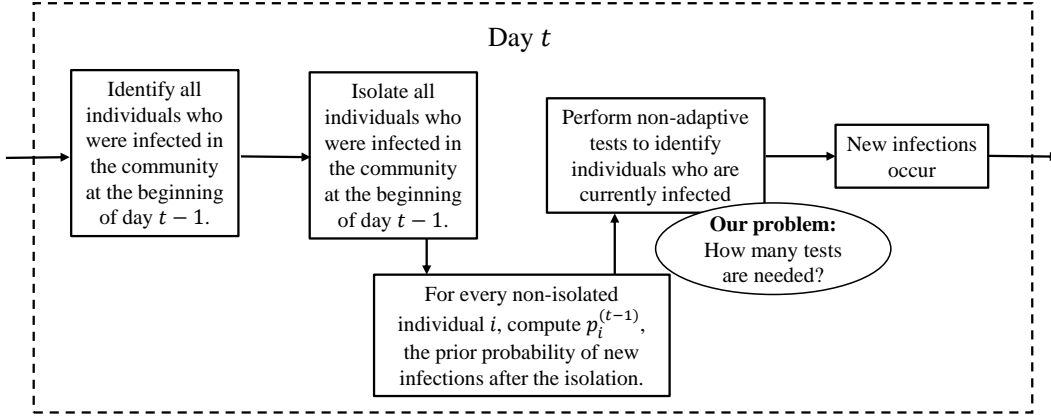 Day t
Identify all
individuals who
were infected in
the community
at the beginning
of day t − 1.
Isolate all
individuals who
were infected in
the community
at the beginning
of day t − 1.
For every non-isolated
individual i, compute p_i^{(t−1)},
the prior probability of new
infections after the isolation.
Perform non-adaptive
tests to identify
individuals who are
currently infected
Our problem:
How many tests
are needed?
New infections
occur